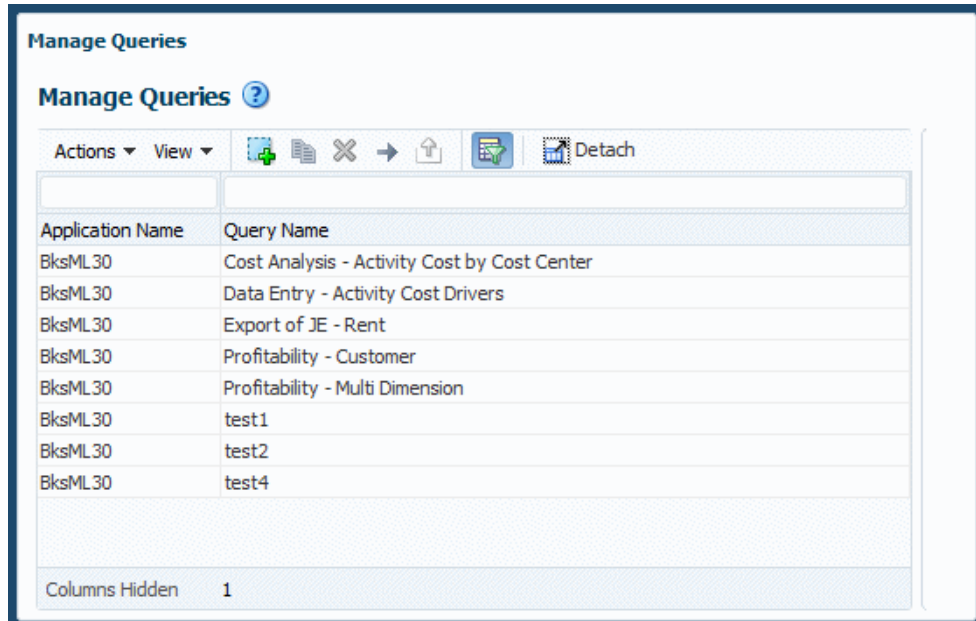 Manage Queries
Manage Queries ?
Actions View Detach
Application Name Query Name
BksML30 Cost Analysis - Activity Cost by Cost Center
BksML30 Data Entry - Activity Cost Drivers
BksML30 Export of JE - Rent
BksML30 Profitability - Customer
BksML30 Profitability - Multi Dimension
BksML30 test1
BksML30 test2
BksML30 test4
Columns Hidden 1